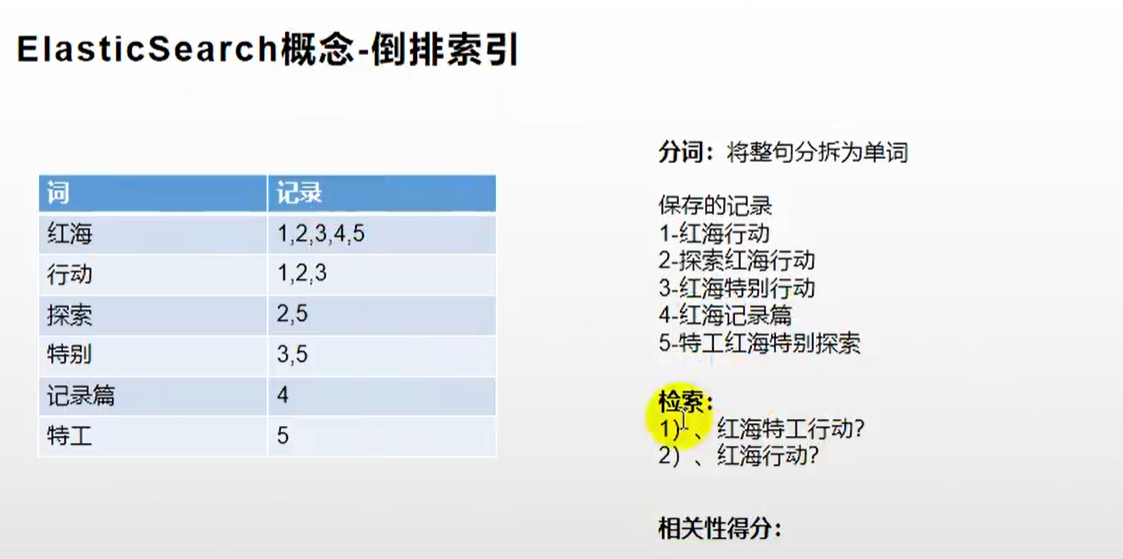 ElasticSearch概念-倒排索引
词 记录
红海 1,2,3,4,5
行动 1,2,3
探索 2,5
特别 3,5
记录篇 4
特工 5
分词：将整句分拆为单词
保存的记录
1-红海行动
2-探索红海行动
3-红海特别行动
4-红海记录篇
5-特工红海特别探索
检索：
1）、红海特工行动？
2）、红海行动？
相关性得分：